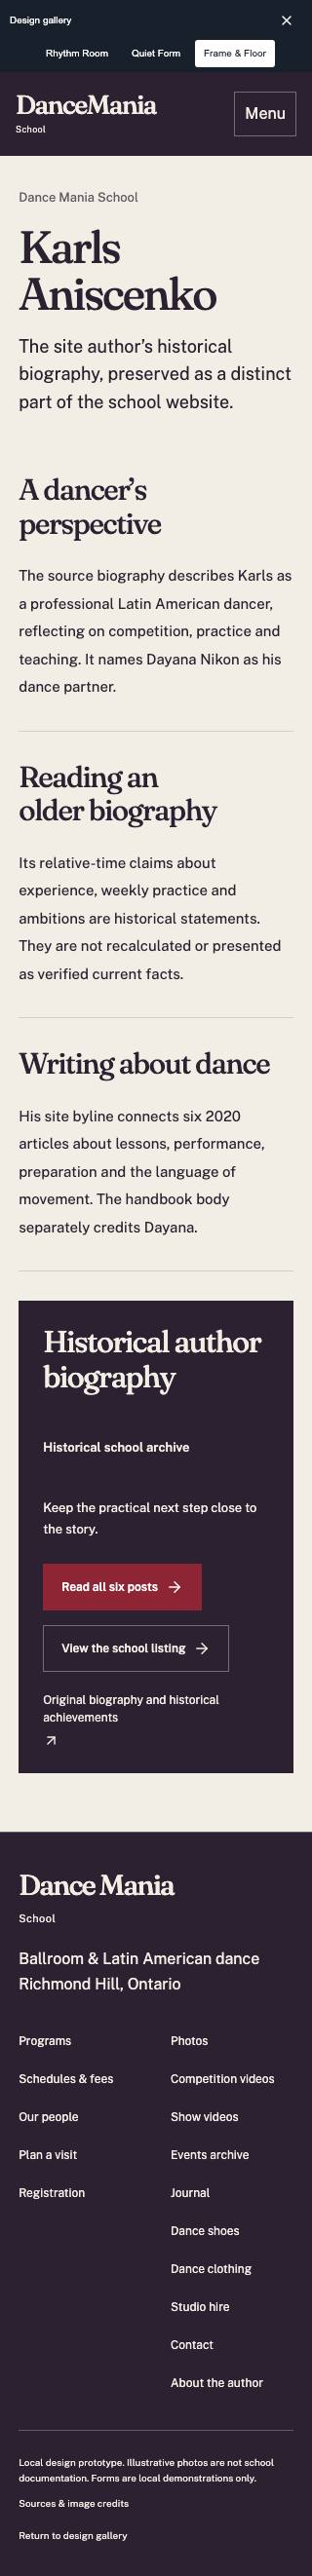 Design gallery
Rhythm Room Quiet Form Frame & Floor
DanceMania
School
Menu
Dance Mania School
Karls
Aniscenko
The site author’s historical
biography, preserved as a distinct
part of the school website.
A dancer’s
perspective
The source biography describes Karls as
a professional Latin American dancer,
reflecting on competition, practice and
teaching. It names Dayana Nikon as his
dance partner.
Reading an
older biography
Its relative-time claims about
experience, weekly practice and
ambitions are historical statements.
They are not recalculated or presented
as verified current facts.
Writing about dance
His site byline connects six 2020
articles about lessons, performance,
preparation and the language of
movement. The handbook body
separately credits Dayana.
Historical author
biography
Historical school archive
Keep the practical next step close to
the story.
Read all six posts
View the school listing
Original biography and historical
achievements
Dance Mania
School
Ballroom & Latin American dance
Richmond Hill, Ontario
Programs
Schedules & fees
Our people
Plan a visit
Registration
Photos
Competition videos
Show videos
Events archive
Journal
Dance shoes
Dance clothing
Studio hire
Contact
About the author
Local design prototype. Illustrative photos are not school
documentation. Forms are local demonstrations only.
Sources & image credits
Return to design gallery